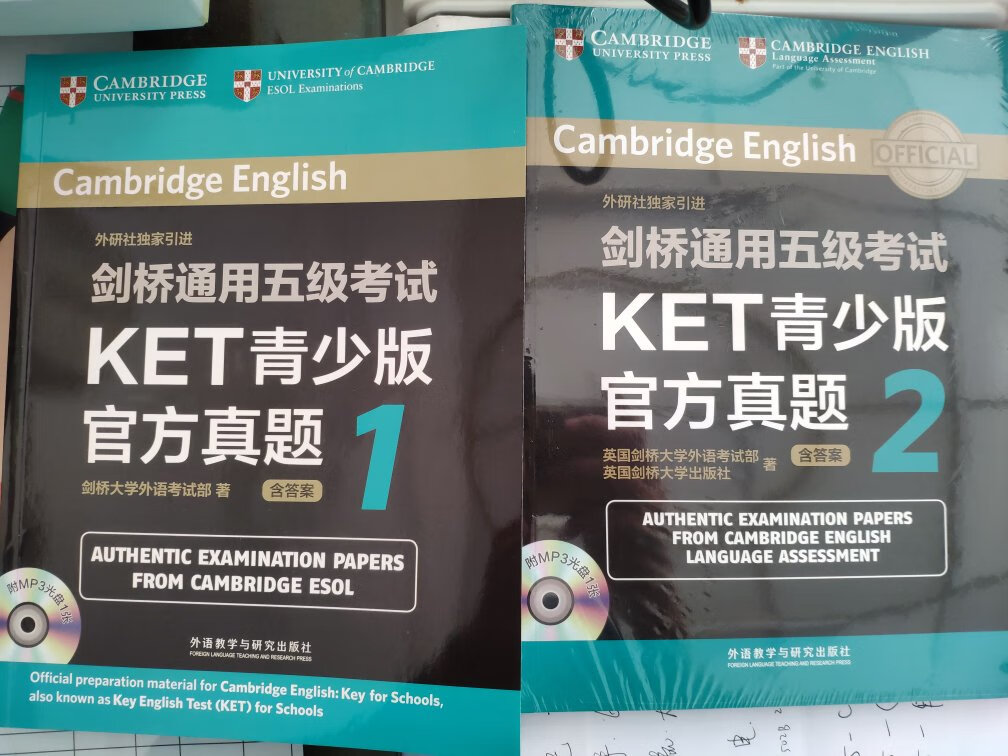 CAMBRIDGE
UNIVERSITY PRESS
UNIVERSITY of CAMBRIDGE
ESOL Examinations
Cambridge English
外研社独家引进
剑桥通用五级考试
KET青少版
官方真题 1
剑桥大学外语考试部 著
含答案
AUTHENTIC EXAMINATION PAPERS
FROM CAMBRIDGE ESOL
附MP3光盘1张
外语教学与研究出版社
FOREIGN LANGUAGE TEACHING AND RESEARCH PRESS
Official preparation material for Cambridge English: Key for Schools,
also known as Key English Test (KET) for Schools
CAMBRIDGE
UNIVERSITY PRESS
CAMBRIDGE ENGLISH
Language Assessment
Part of the University of Cambridge
Cambridge English
OFFICIAL
外研社独家引进
剑桥通用五级考试
KET青少版
官方真题 2
英国剑桥大学外语考试部
英国剑桥大学出版社
著
含答案
AUTHENTIC EXAMINATION PAPERS
FROM CAMBRIDGE ENGLISH
LANGUAGE ASSESSMENT
附MP3光盘1张
外语教学与研究出版社
FOREIGN LANGUAGE TEACHING AND RESEARCH PRESS